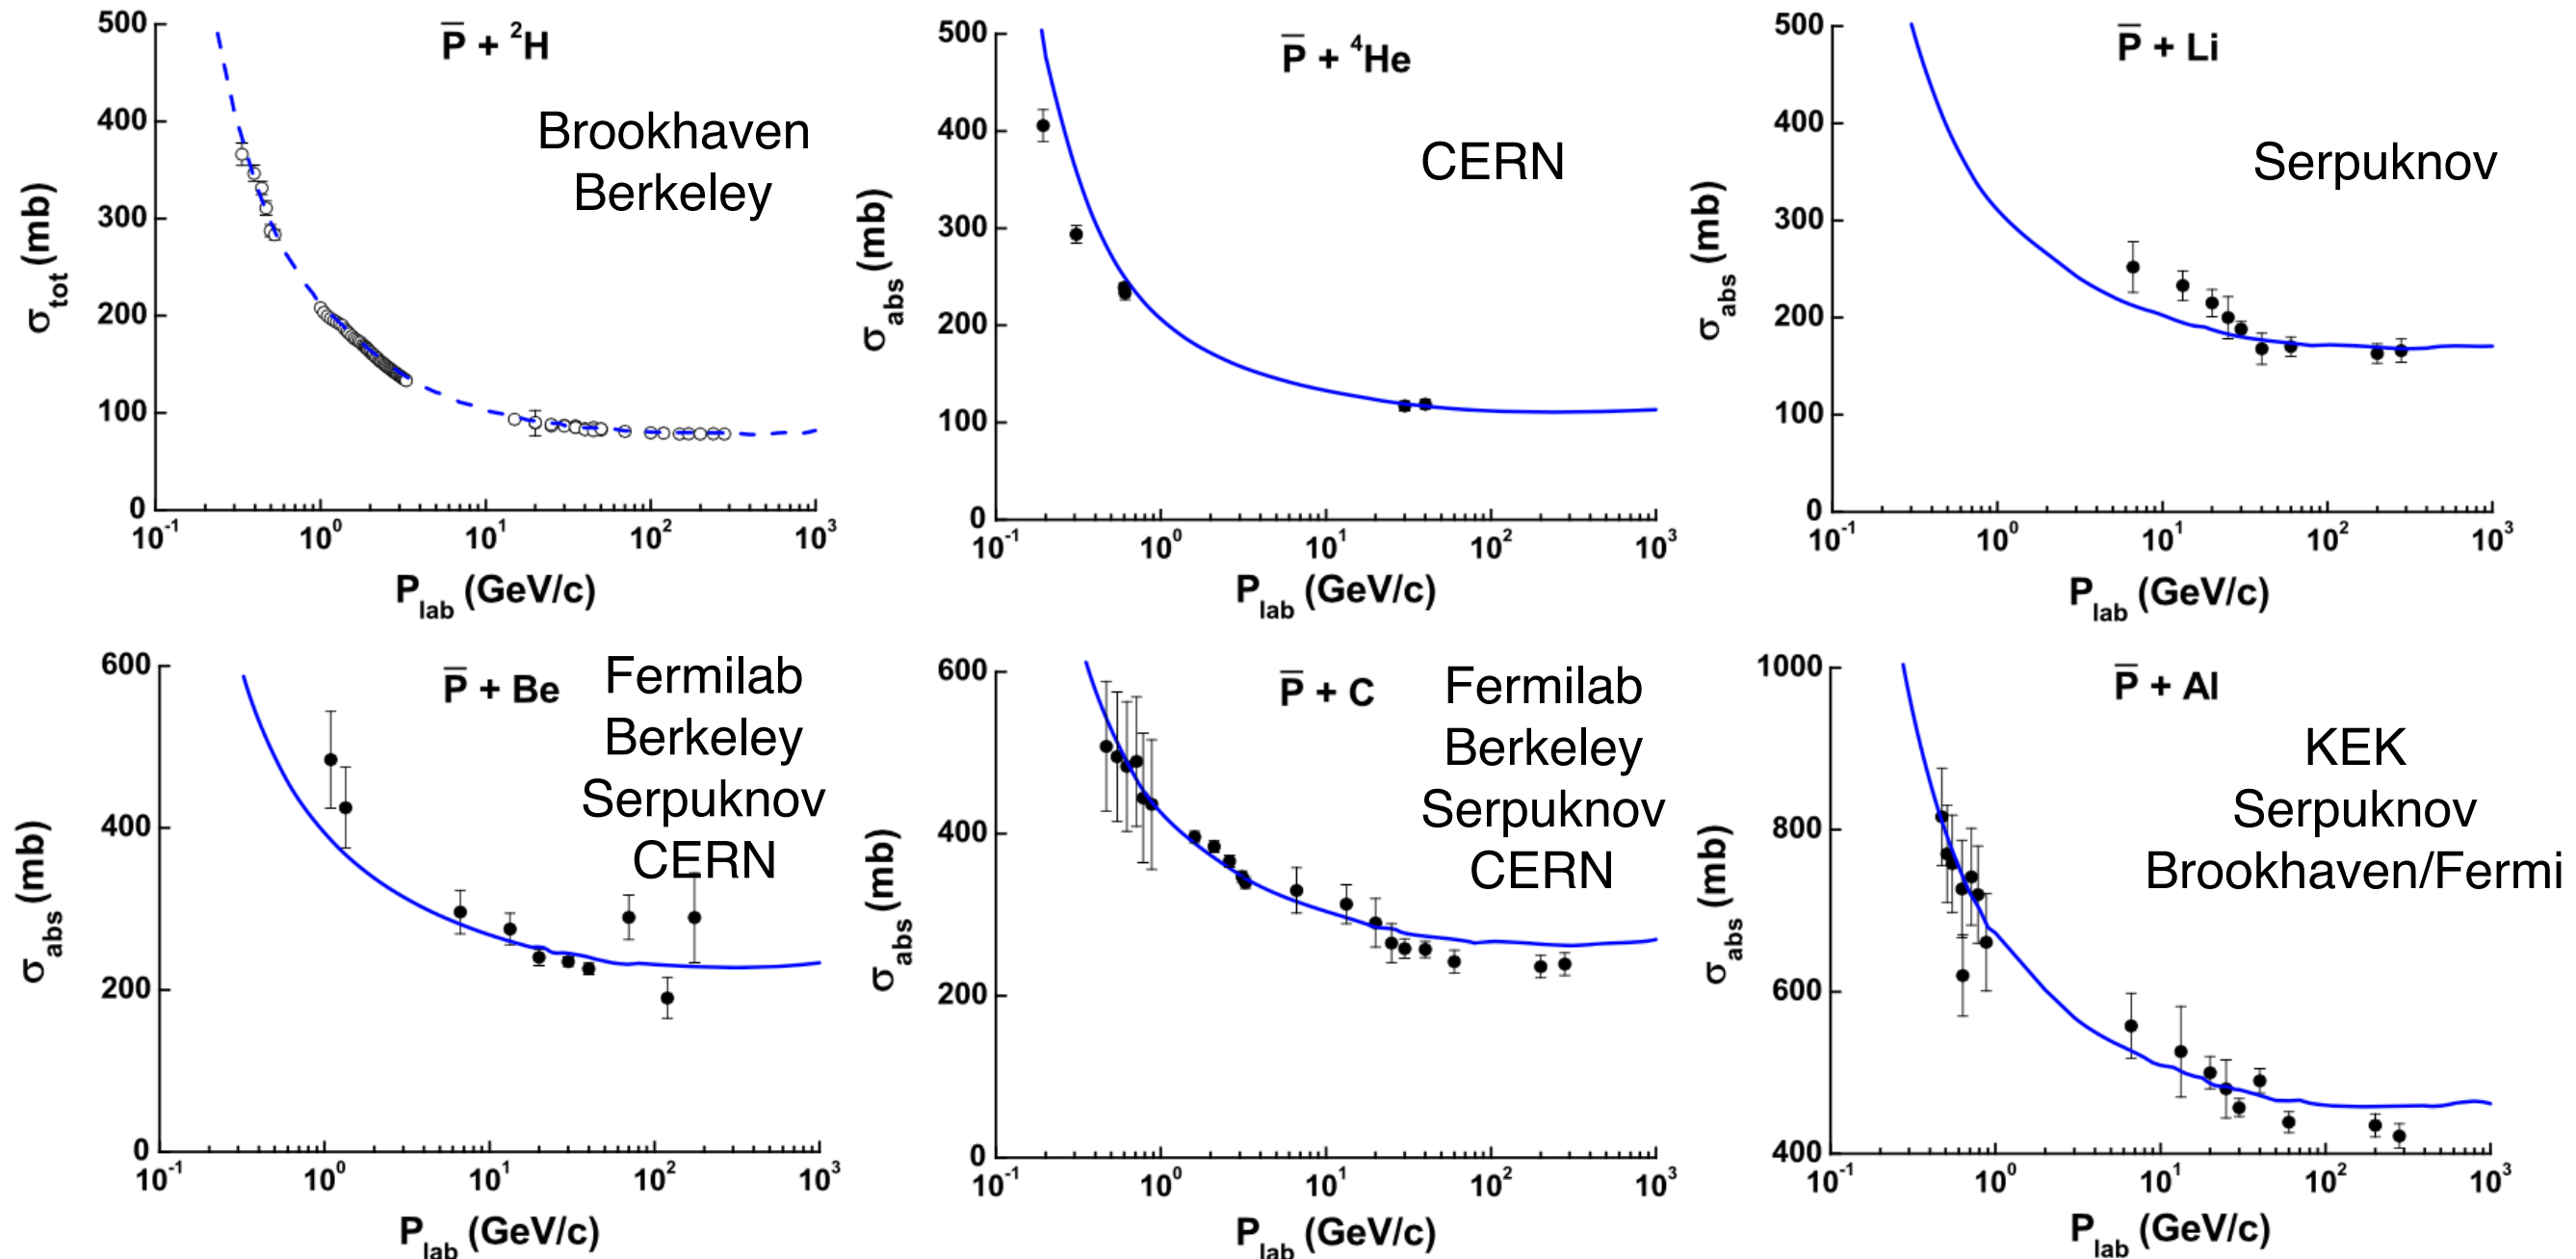 500
400
300
200
100
0
σtot (mb)
P̅ + ²H
Brookhaven
Berkeley
10⁻¹ 10⁰ 10¹ 10² 10³
Plab (GeV/c)
500
400
300
200
100
0
σabs (mb)
P̅ + ⁴He
CERN
10⁻¹ 10⁰ 10¹ 10² 10³
Plab (GeV/c)
500
400
300
200
100
0
σabs (mb)
P̅ + Li
Serpuknov
10⁻¹ 10⁰ 10¹ 10² 10³
Plab (GeV/c)
600
400
200
0
σabs (mb)
P̅ + Be
Fermilab
Berkeley
Serpuknov
CERN
10⁻¹ 10⁰ 10¹ 10² 10³
Plab (GeV/c)
600
400
200
0
σabs (mb)
P̅ + C
Fermilab
Berkeley
Serpuknov
CERN
10⁻¹ 10⁰ 10¹ 10² 10³
Plab (GeV/c)
1000
800
600
400
σabs (mb)
P̅ + Al
KEK
Serpuknov
Brookhaven/Fermi
10⁻¹ 10⁰ 10¹ 10² 10³
Plab (GeV/c)